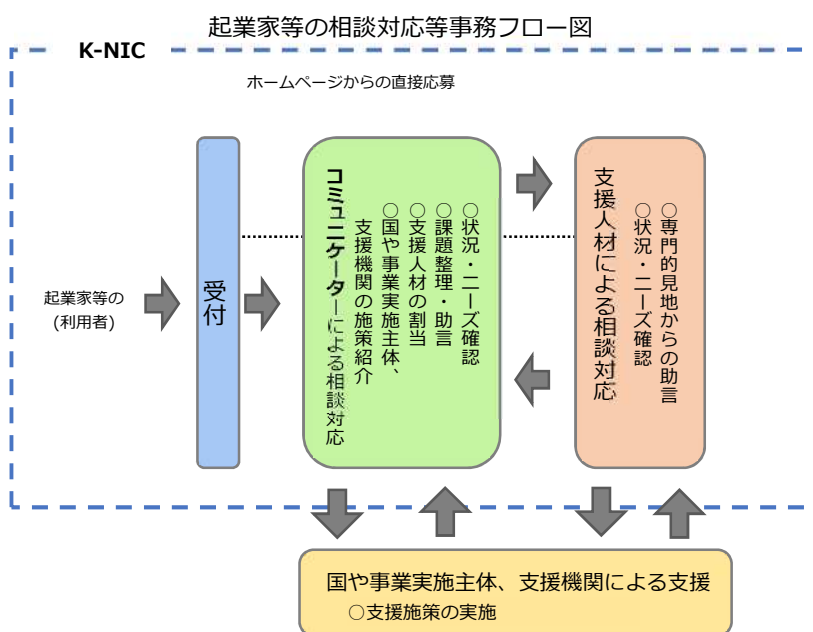 起業家等の相談対応等事務フロー図
K-NIC
ホームページからの直接応募
起業家等の
(利用者)
受付
コミュニケーターによる相談対応
○状況・ニーズ確認
○課題整理・助言
○支援人材の割当
○国や事業実施主体、
支援機関の施策紹介
支援人材による相談対応
○専門的見地からの助言
○状況・ニーズ確認
国や事業実施主体、支援機関による支援
○支援施策の実施